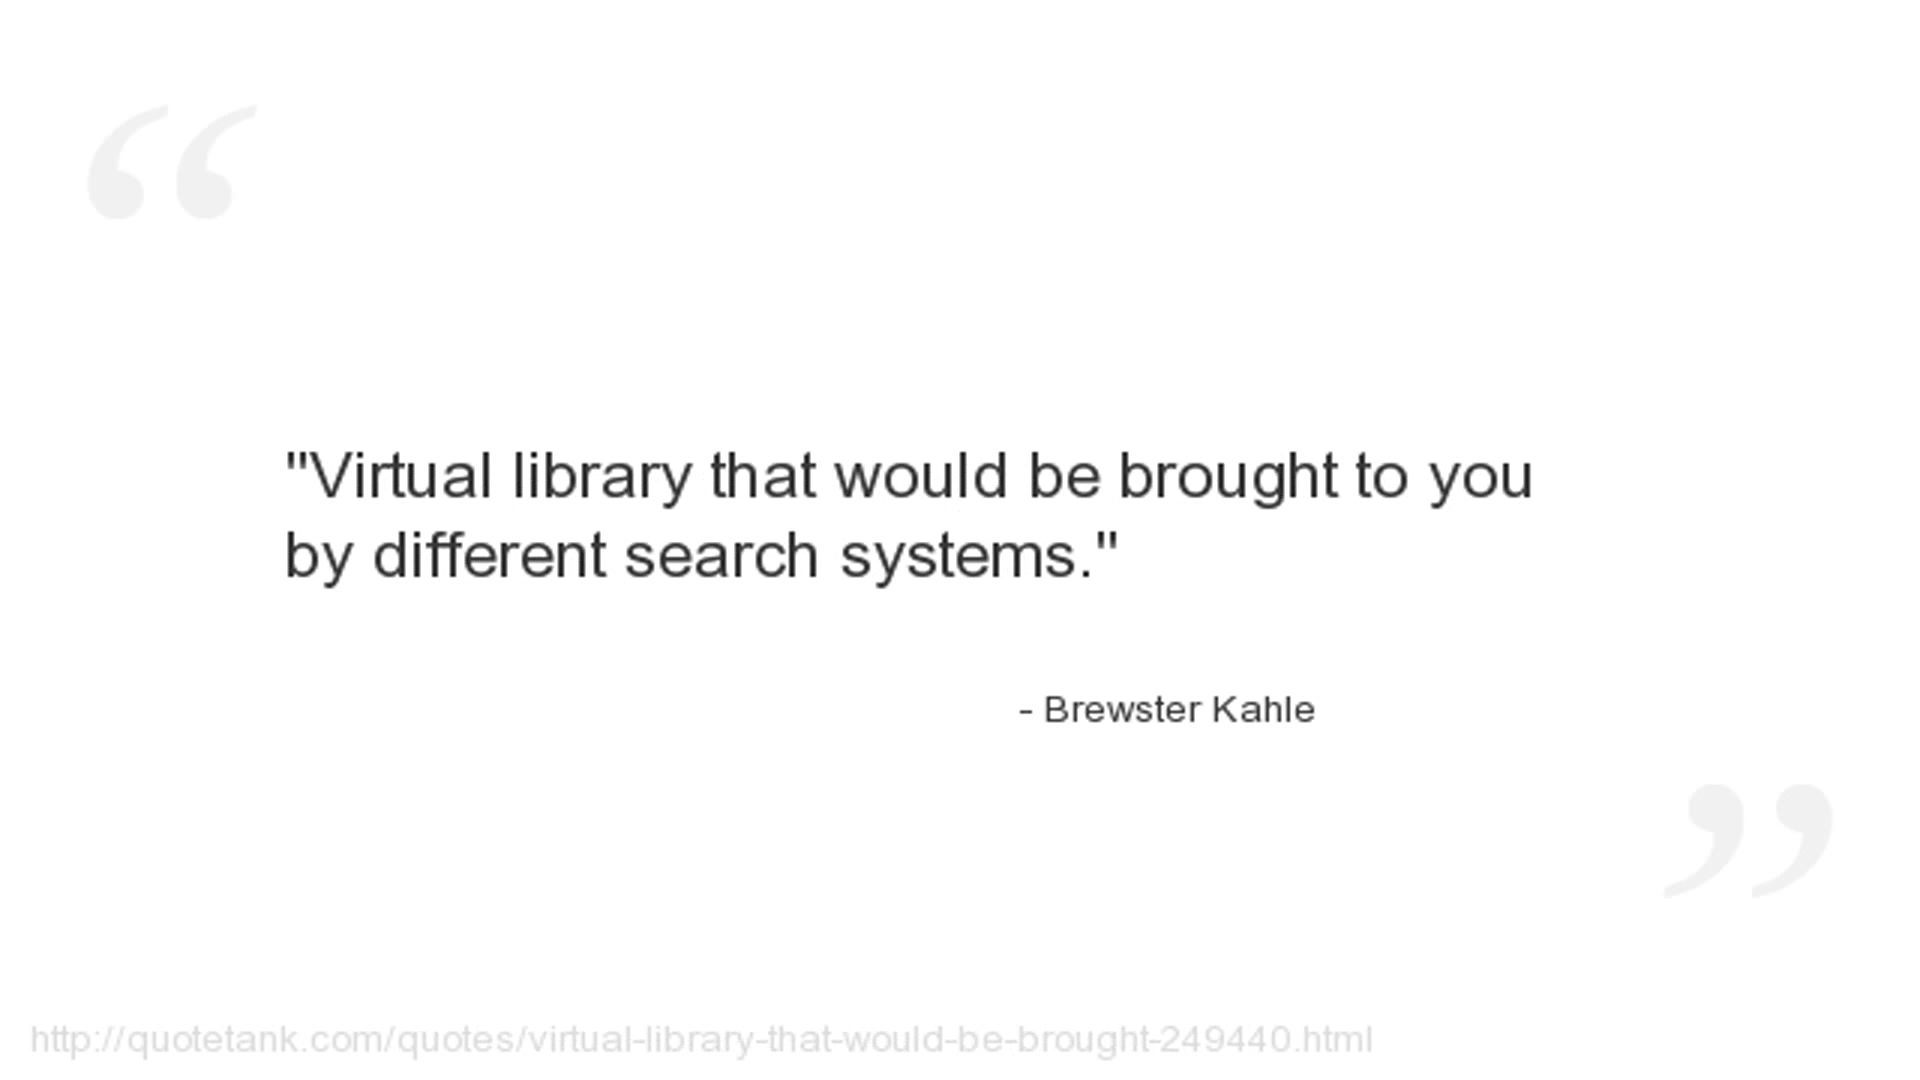 "Virtual library that would be brought to you
by different search systems."
- Brewster Kahle
http://quotetank.com/quotes/virtual-library-that-would-be-brought-249440.html